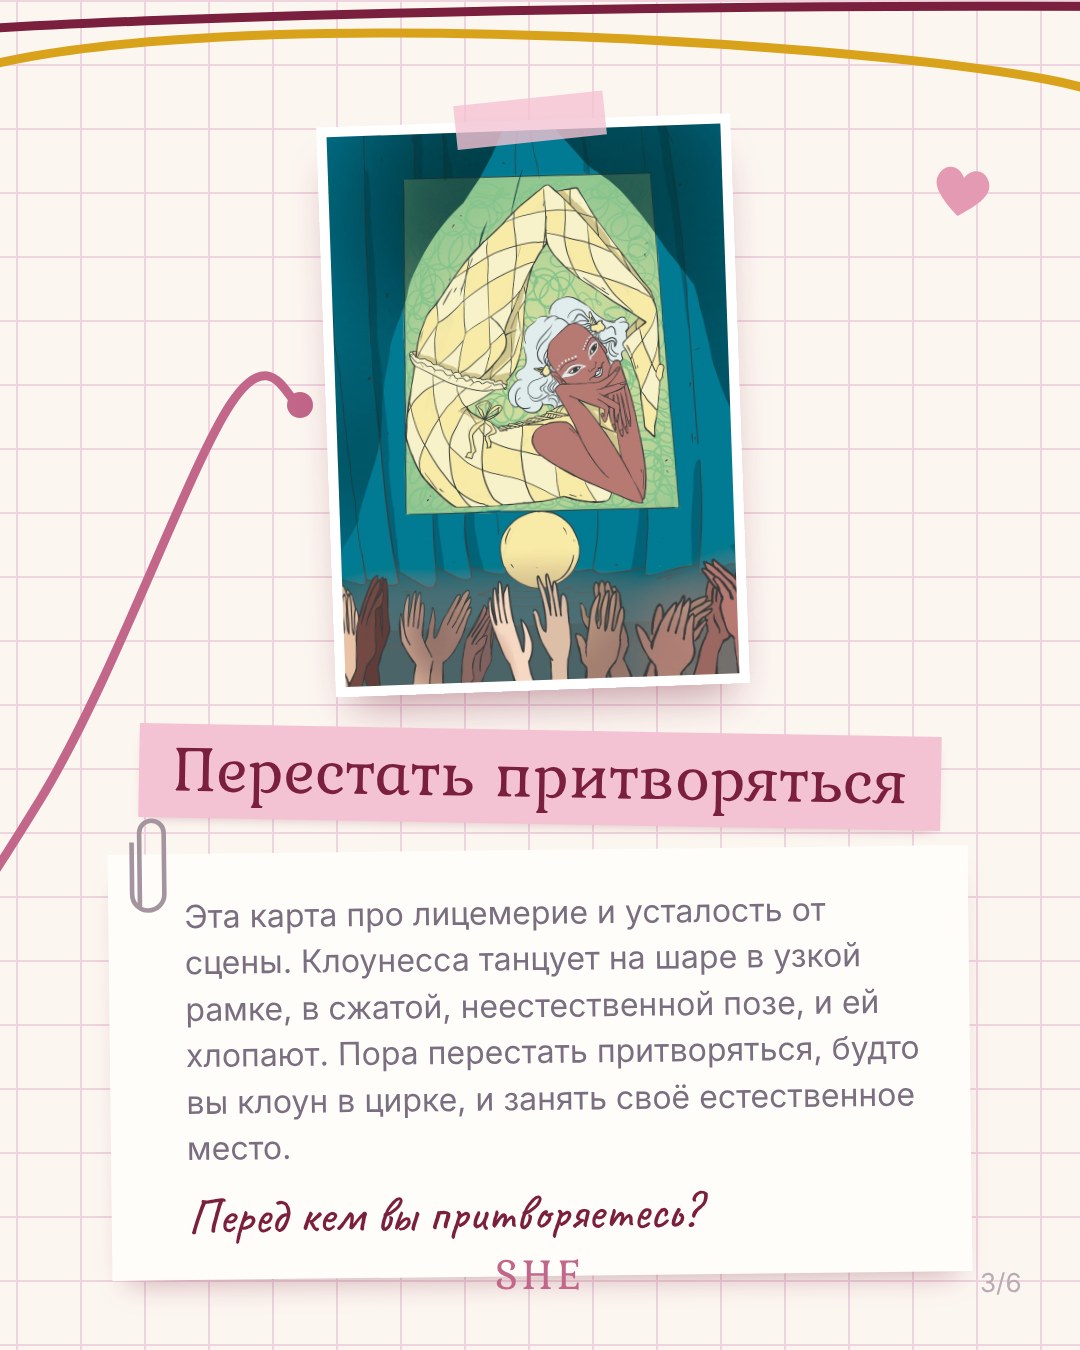 Перестать притворяться
Эта карта про лицемерие и усталость от
сцены. Клоунесса танцует на шаре в узкой
рамке, в сжатой, неестественной позе, и ей
хлопают. Пора перестать притворяться, будто
вы клоун в цирке, и занять своё естественное
место.
Перед кем вы притворяетесь?
SHE
3/6